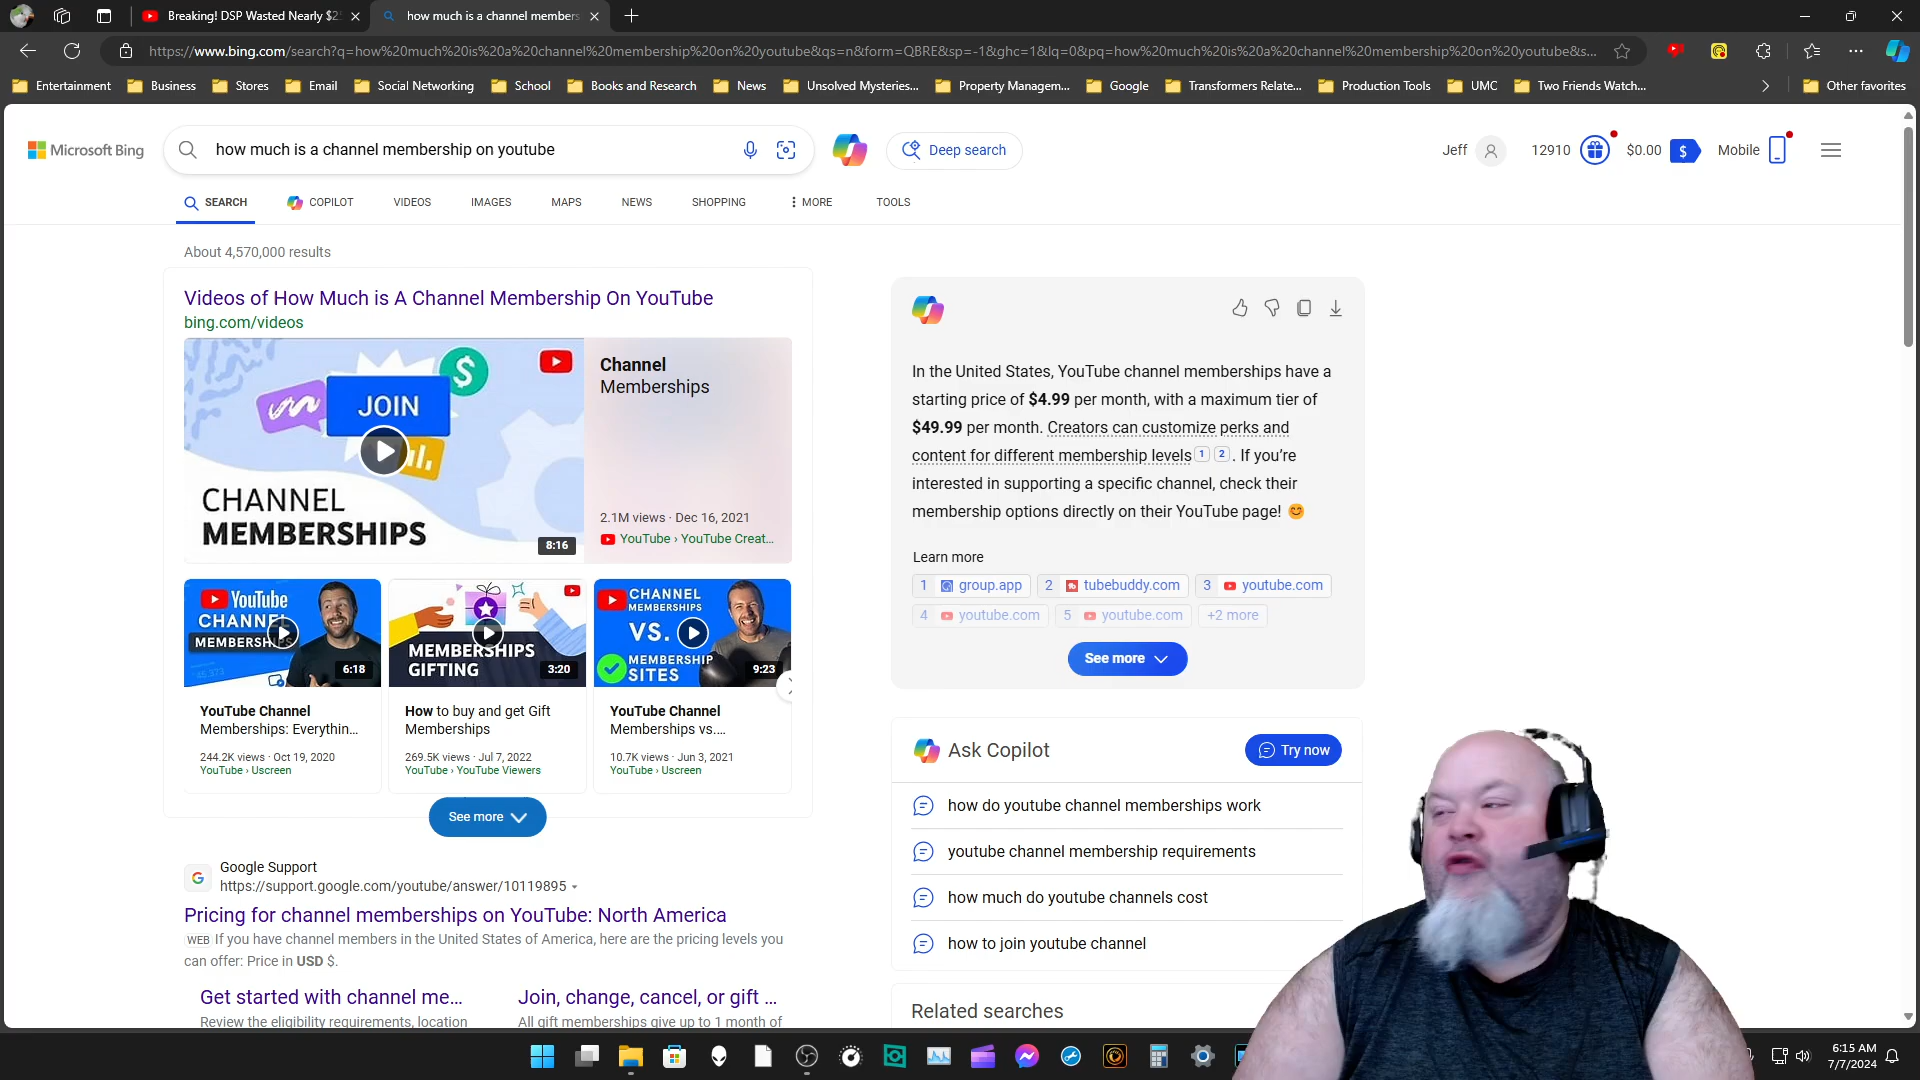 Breaking! DSP Wasted Nearly $2
how much is a channel members
https://www.bing.com/search?q=how%20much%20is%20a%20channel%20membership%20on%20youtube&qs=n&form=QBRE&sp=-1&ghc=1&lq=0&pq=how%20much%20is%20a%20channel%20membership%20on%20youtube&s...
Entertainment
Business
Stores
Email
Social Networking
School
Books and Research
News
Unsolved Mysteries...
Property Managem...
Google
Transformers Relate...
Production Tools
UMC
Two Friends Watch...
Other favorites
Microsoft Bing
how much is a channel membership on youtube
Deep search
Jeff
12910
$0.00
$
Mobile
SEARCH
COPILOT
VIDEOS
IMAGES
MAPS
NEWS
SHOPPING
MORE
TOOLS
About 4,570,000 results
Videos of How Much is A Channel Membership On YouTube
bing.com/videos
$
JOIN
CHANNEL
MEMBERSHIPS
8:16
Channel
Memberships
2.1M views · Dec 16, 2021
YouTube › YouTube Creat...
YouTube
CHANNEL
MEMBERSHIPS
6:18
YouTube Channel
Memberships: Everythin...
244.2K views · Oct 19, 2020
YouTube › Uscreen
MEMBERSHIPS
GIFTING
3:20
How to buy and get Gift
Memberships
269.5K views · Jul 7, 2022
YouTube › YouTube Viewers
CHANNEL
MEMBERSHIPS
VS.
MEMBERSHIP
SITES
9:23
YouTube Channel
Memberships vs....
10.7K views · Jun 3, 2021
YouTube › Uscreen
See more
Google Support
https://support.google.com/youtube/answer/10119895
Pricing for channel memberships on YouTube: North America
WEB If you have channel members in the United States of America, here are the pricing levels you
can offer: Price in USD $.
Get started with channel me...
Review the eligibility requirements, location
Join, change, cancel, or gift ...
All gift memberships give up to 1 month of
In the United States, YouTube channel memberships have a
starting price of $4.99 per month, with a maximum tier of
$49.99 per month. Creators can customize perks and
content for different membership levels 1 2 . If you're
interested in supporting a specific channel, check their
membership options directly on their YouTube page! 😊
Learn more
1 group.app
2 tubebuddy.com
3 youtube.com
4 youtube.com
5 youtube.com
+2 more
See more
Ask Copilot
Try now
how do youtube channel memberships work
youtube channel membership requirements
how much do youtube channels cost
how to join youtube channel
Related searches
6:15 AM
7/7/2024